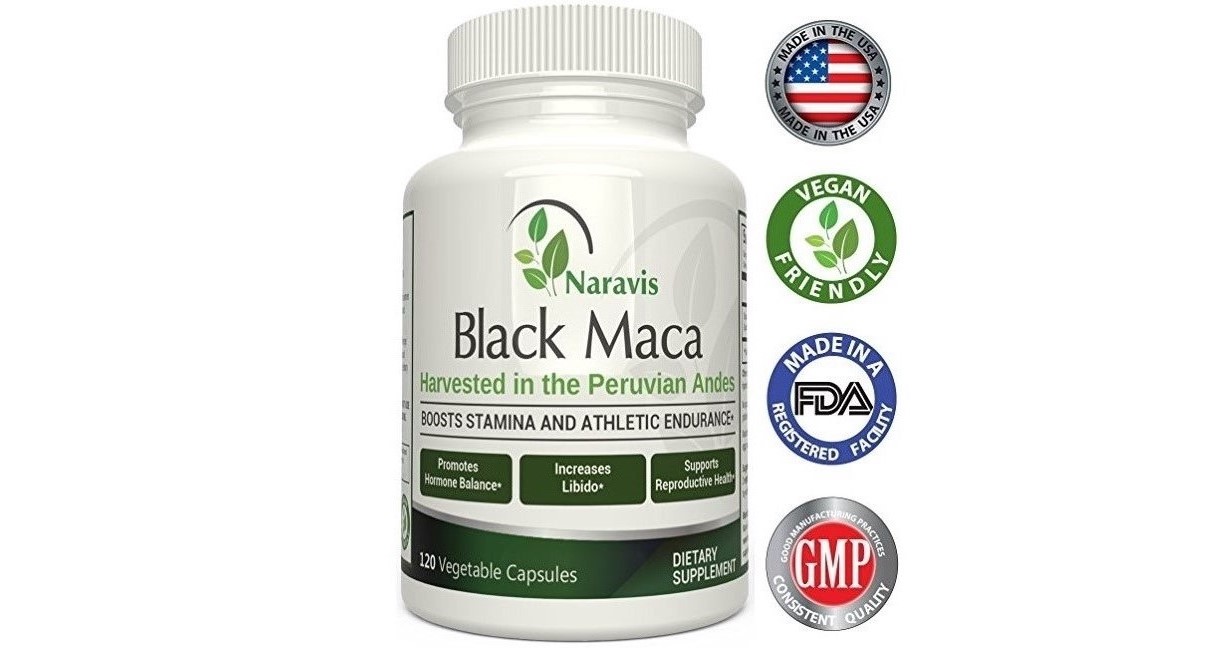 Naravis
Black Maca
Harvested in the Peruvian Andes
BOOSTS STAMINA AND ATHLETIC ENDURANCE*
Promotes
Hormone Balance*
Increases
Libido*
Supports
Reproductive Health*
120 Vegetable Capsules
DIETARY
SUPPLEMENT
MADE IN THE USA
MADE IN THE USA
VEGAN
FRIENDLY
MADE IN A
FDA
REGISTERED FACILITY
GOOD MANUFACTURING PRACTICES
GMP
CONSISTENT QUALITY